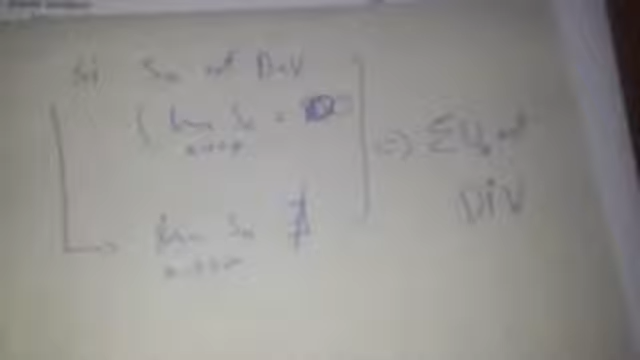 Si Sn est DiV
lim Sn = ∞
n→+∞
lim Sn ∄
n→+∞
⇒ ΣUn est
DiV